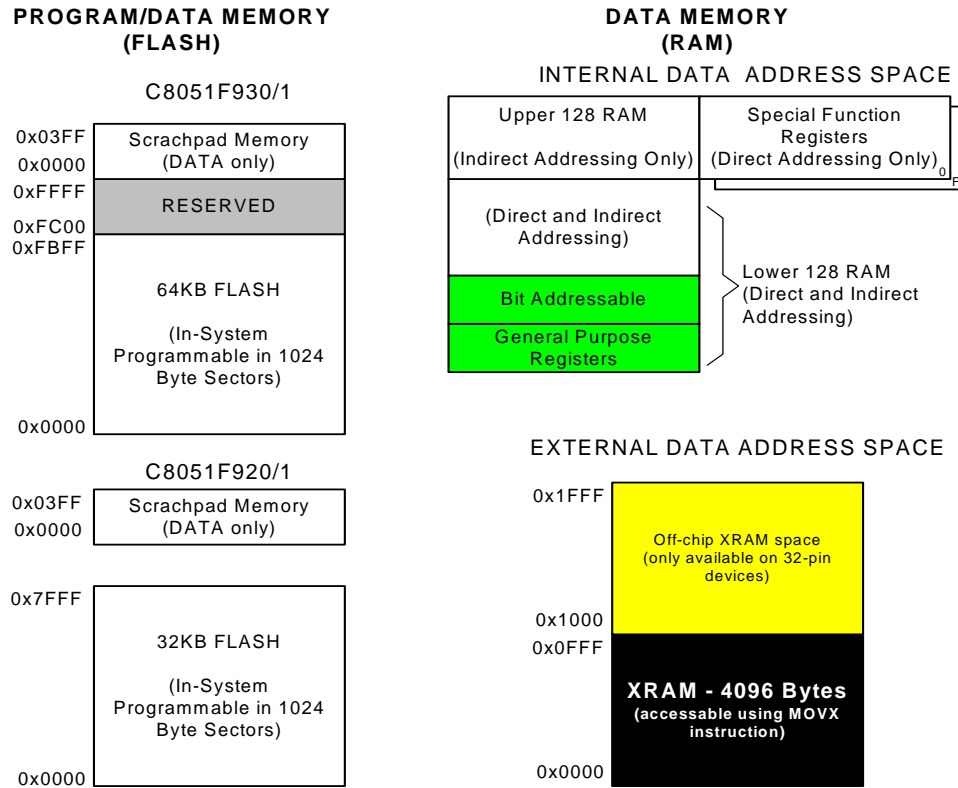 PROGRAM/DATA MEMORY
(FLASH)
C8051F930/1
0x03FF
Scrachpad Memory
(DATA only)
0x0000
0xFFFF
RESERVED
0xFC00
0xFBFF
64KB FLASH
(In-System
Programmable in 1024
Byte Sectors)
0x0000
C8051F920/1
0x03FF
Scrachpad Memory
(DATA only)
0x0000
0x7FFF
32KB FLASH
(In-System
Programmable in 1024
Byte Sectors)
0x0000
DATA MEMORY
(RAM)
INTERNAL DATA ADDRESS SPACE
Upper 128 RAM
(Indirect Addressing Only)
Special Function
Registers
(Direct Addressing Only)
0
F
(Direct and Indirect
Addressing)
Bit Addressable
General Purpose
Registers
Lower 128 RAM
(Direct and Indirect
Addressing)
EXTERNAL DATA ADDRESS SPACE
0x1FFF
Off-chip XRAM space
(only available on 32-pin
devices)
0x1000
0x0FFF
XRAM - 4096 Bytes
(accessable using MOVX
instruction)
0x0000